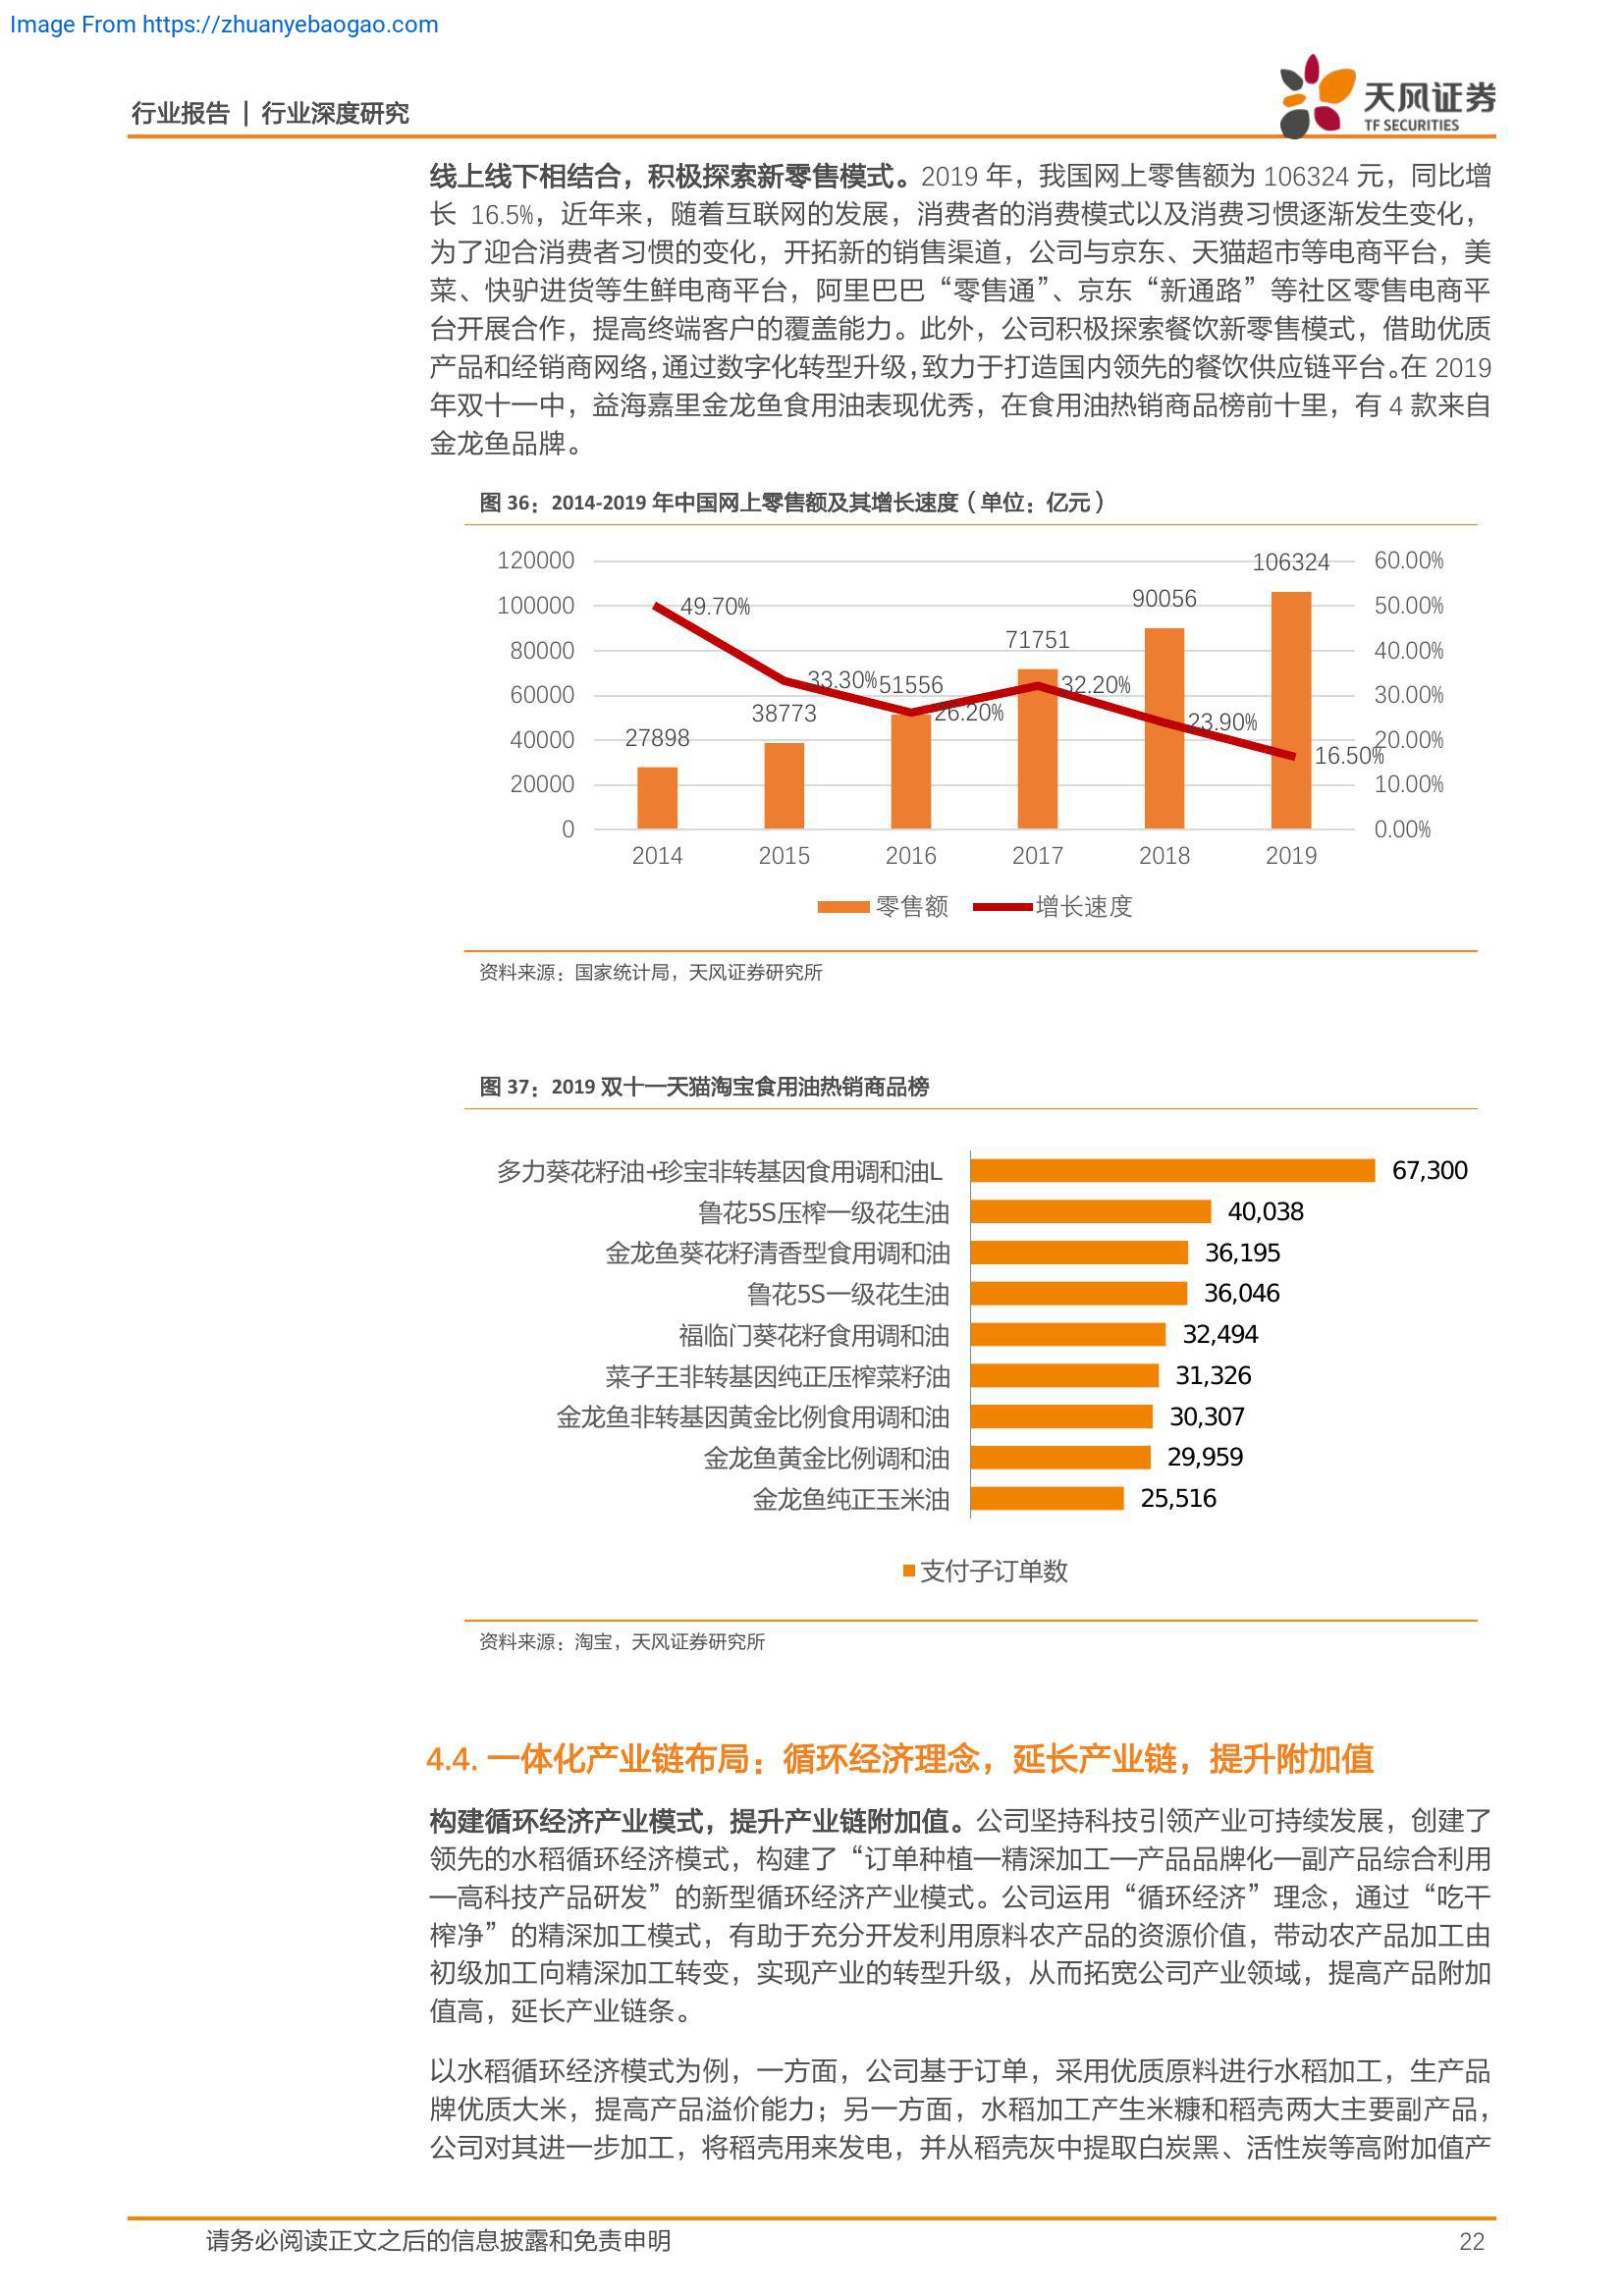 Image From https://zhuanyebaogao.com
行业报告 | 行业深度研究
天风证券
TF SECURITIES
线上线下相结合，积极探索新零售模式。2019 年，我国网上零售额为 106324 元，同比增
长 16.5%，近年来，随着互联网的发展，消费者的消费模式以及消费习惯逐渐发生变化，
为了迎合消费者习惯的变化，开拓新的销售渠道，公司与京东、天猫超市等电商平台，美
菜、快驴进货等生鲜电商平台，阿里巴巴“零售通”、京东“新通路”等社区零售电商平
台开展合作，提高终端客户的覆盖能力。此外，公司积极探索餐饮新零售模式，借助优质
产品和经销商网络，通过数字化转型升级，致力于打造国内领先的餐饮供应链平台。在 2019
年双十一中，益海嘉里金龙鱼食用油表现优秀，在食用油热销商品榜前十里，有 4 款来自
金龙鱼品牌。
图 36：2014-2019 年中国网上零售额及其增长速度（单位：亿元）
120000
100000
80000
60000
40000
20000
0
27898
38773
51556
71751
90056
106324
49.70%
33.30%
26.20%
32.20%
23.90%
16.50%
60.00%
50.00%
40.00%
30.00%
20.00%
10.00%
0.00%
2014 2015 2016 2017 2018 2019
零售额 增长速度
资料来源：国家统计局，天风证券研究所
图 37：2019 双十一天猫淘宝食用油热销商品榜
多力葵花籽油+珍宝非转基因食用调和油L 67,300
鲁花5S压榨一级花生油 40,038
金龙鱼葵花籽清香型食用调和油 36,195
鲁花5S一级花生油 36,046
福临门葵花籽食用调和油 32,494
菜子王非转基因纯正压榨菜籽油 31,326
金龙鱼非转基因黄金比例食用调和油 30,307
金龙鱼黄金比例调和油 29,959
金龙鱼纯正玉米油 25,516
支付子订单数
资料来源：淘宝，天风证券研究所
4.4. 一体化产业链布局：循环经济理念，延长产业链，提升附加值
构建循环经济产业模式，提升产业链附加值。公司坚持科技引领产业可持续发展，创建了
领先的水稻循环经济模式，构建了“订单种植—精深加工—产品品牌化—副产品综合利用
—高科技产品研发”的新型循环经济产业模式。公司运用“循环经济”理念，通过“吃干
榨净”的精深加工模式，有助于充分开发利用原料农产品的资源价值，带动农产品加工由
初级加工向精深加工转变，实现产业的转型升级，从而拓宽公司产业领域，提高产品附加
值高，延长产业链条。
以水稻循环经济模式为例，一方面，公司基于订单，采用优质原料进行水稻加工，生产品
牌优质大米，提高产品溢价能力；另一方面，水稻加工产生米糠和稻壳两大主要副产品，
公司对其进一步加工，将稻壳用来发电，并从稻壳灰中提取白炭黑、活性炭等高附加值产
请务必阅读正文之后的信息披露和免责申明
22